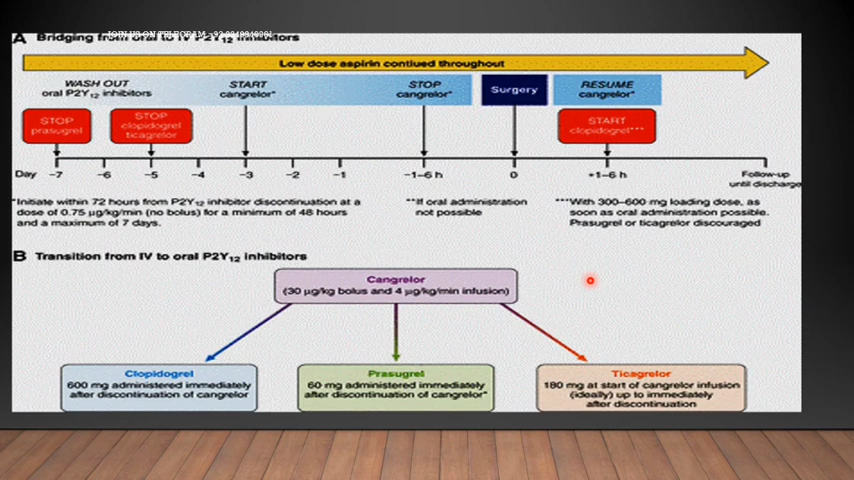 A Bridging from oral to IV P2Y12 inhibitors
Low dose aspirin contiued throughout
WASH OUT
oral P2Y12 inhibitors
START
cangrelor*
STOP
cangrelor*
Surgery
RESUME
cangrelor*
STOP
prasugrel
STOP
clopidogrel
ticagrelor
START
clopidogrel***
Day −7 −6 −5 −4 −3 −2 −1 −1–6 h 0 +1–6 h Follow-up
until discharge
*Initiate within 72 hours from P2Y12 inhibitor discontinuation at a
dose of 0.75 µg/kg/min (no bolus) for a minimum of 48 hours
and a maximum of 7 days.
**If oral administration
not possible
***With 300–600 mg loading dose, as
soon as oral administration possible.
Prasugrel or ticagrelor discouraged
B Transition from IV to oral P2Y12 inhibitors
Cangrelor
(30 µg/kg bolus and 4 µg/kg/min infusion)
Clopidogrel
600 mg administered immediately
after discontinuation of cangrelor
Prasugrel
60 mg administered immediately
after discontinuation of cangrelor*
Ticagrelor
180 mg at start of cangrelor infusion
(ideally) up to immediately
after discontinuation